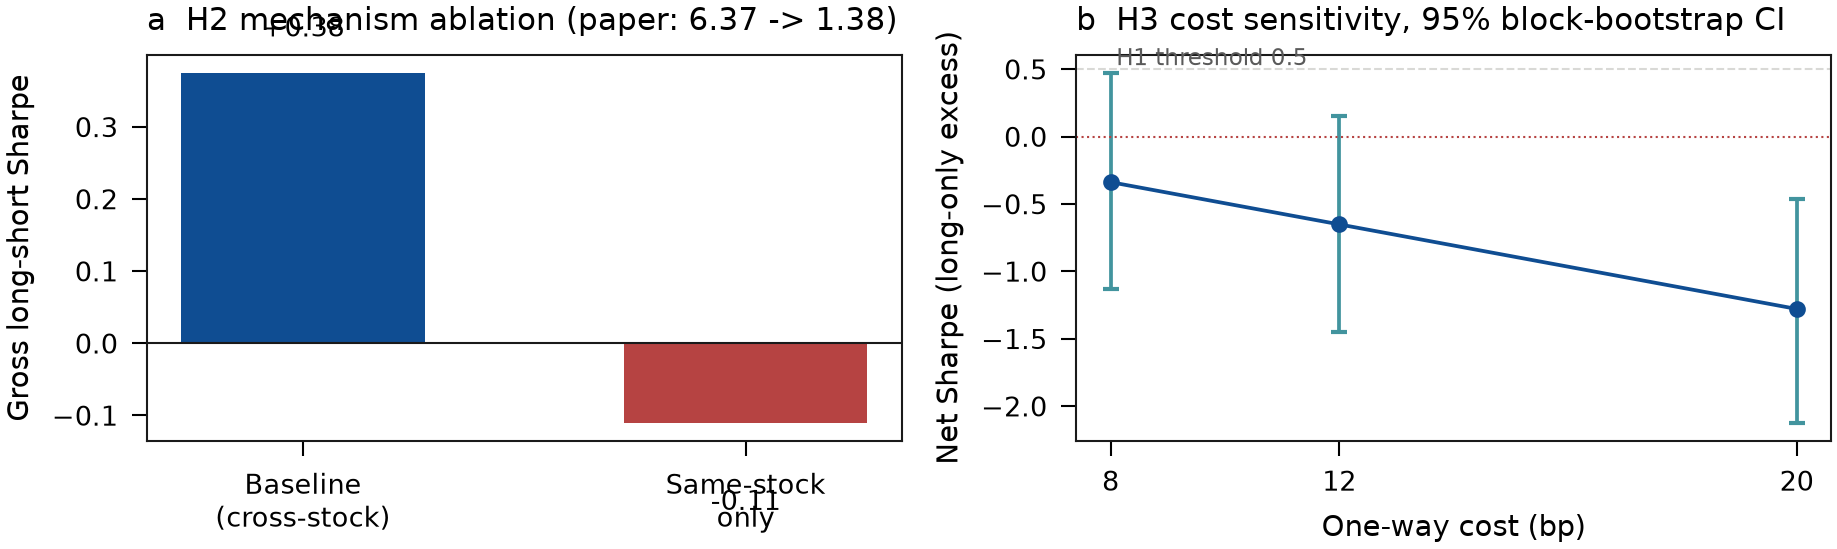 a  H2 mechanism ablation (paper: 6.37 -> 1.38)
+0.38
Gross long-short Sharpe
0.3
0.2
0.1
0.0
−0.1
Baseline
(cross-stock)
Same-stock
only
-0.11
b  H3 cost sensitivity, 95% block-bootstrap CI
H1 threshold 0.5
Net Sharpe (long-only excess)
0.5
0.0
−0.5
−1.0
−1.5
−2.0
8
12
20
One-way cost (bp)